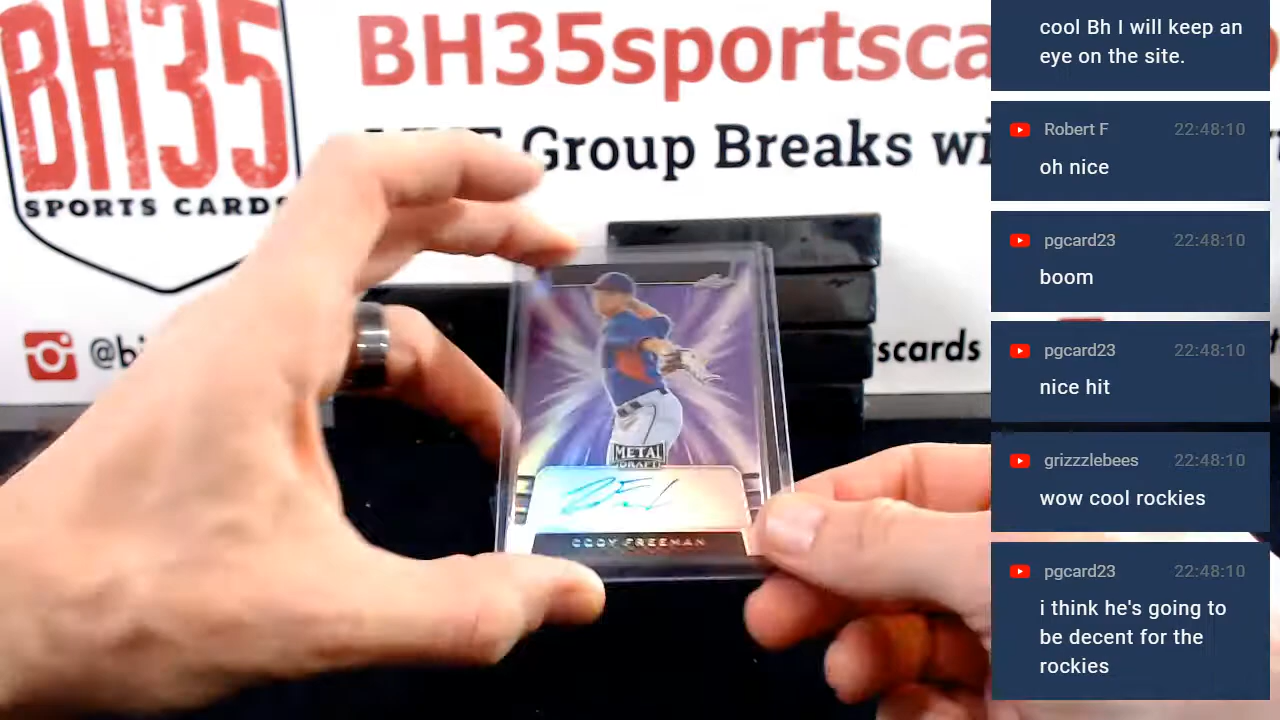 BH35
SPORTS CARDS
BH35sportsca
Group Breaks wi
@bi
scards
METAL
DRAFT
CODY FREEMAN
cool Bh I will keep an
eye on the site.
Robert F 22:48:10
oh nice
pgcard23 22:48:10
boom
pgcard23 22:48:10
nice hit
grizzzlebees 22:48:10
wow cool rockies
pgcard23 22:48:10
i think he's going to
be decent for the
rockies